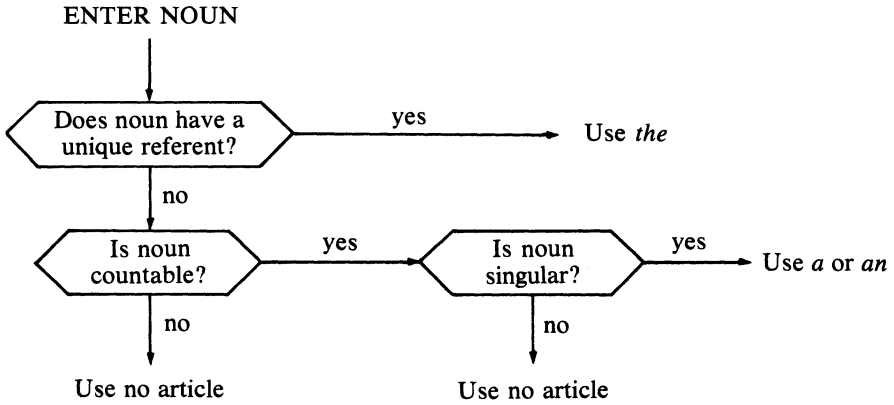 ENTER NOUN
Does noun have a
unique referent?
yes
Use the
no
Is noun
countable?
yes
Is noun
singular?
yes
Use a or an
no
no
Use no article
Use no article